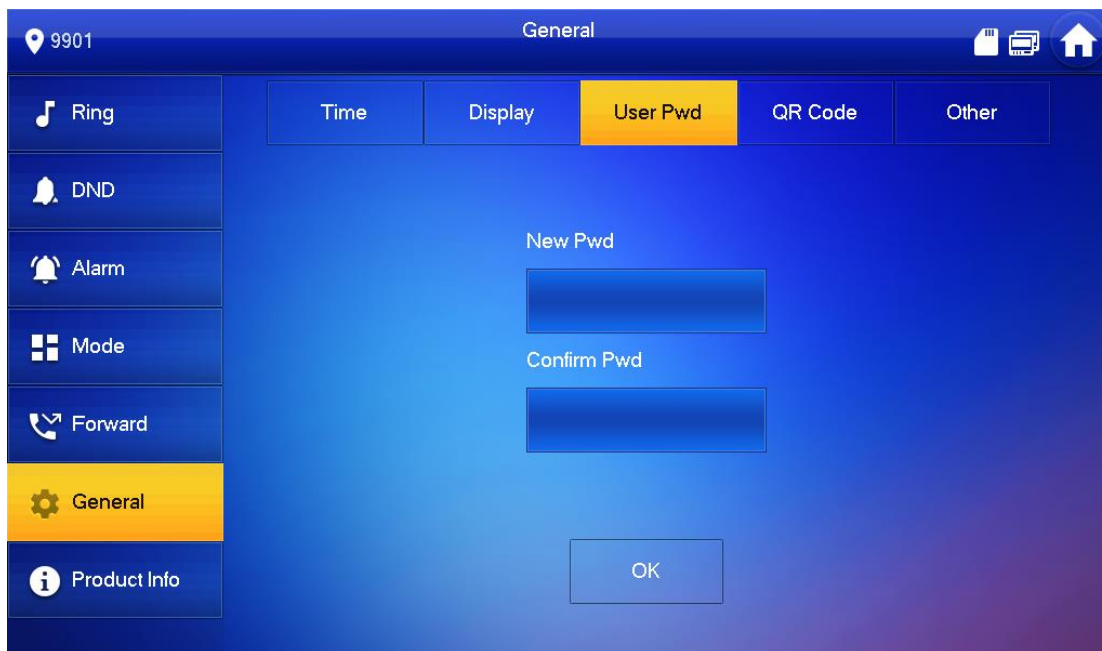 9901
General
Ring
DND
Alarm
Mode
Forward
General
Product Info
Time
Display
User Pwd
QR Code
Other
New Pwd
Confirm Pwd
OK